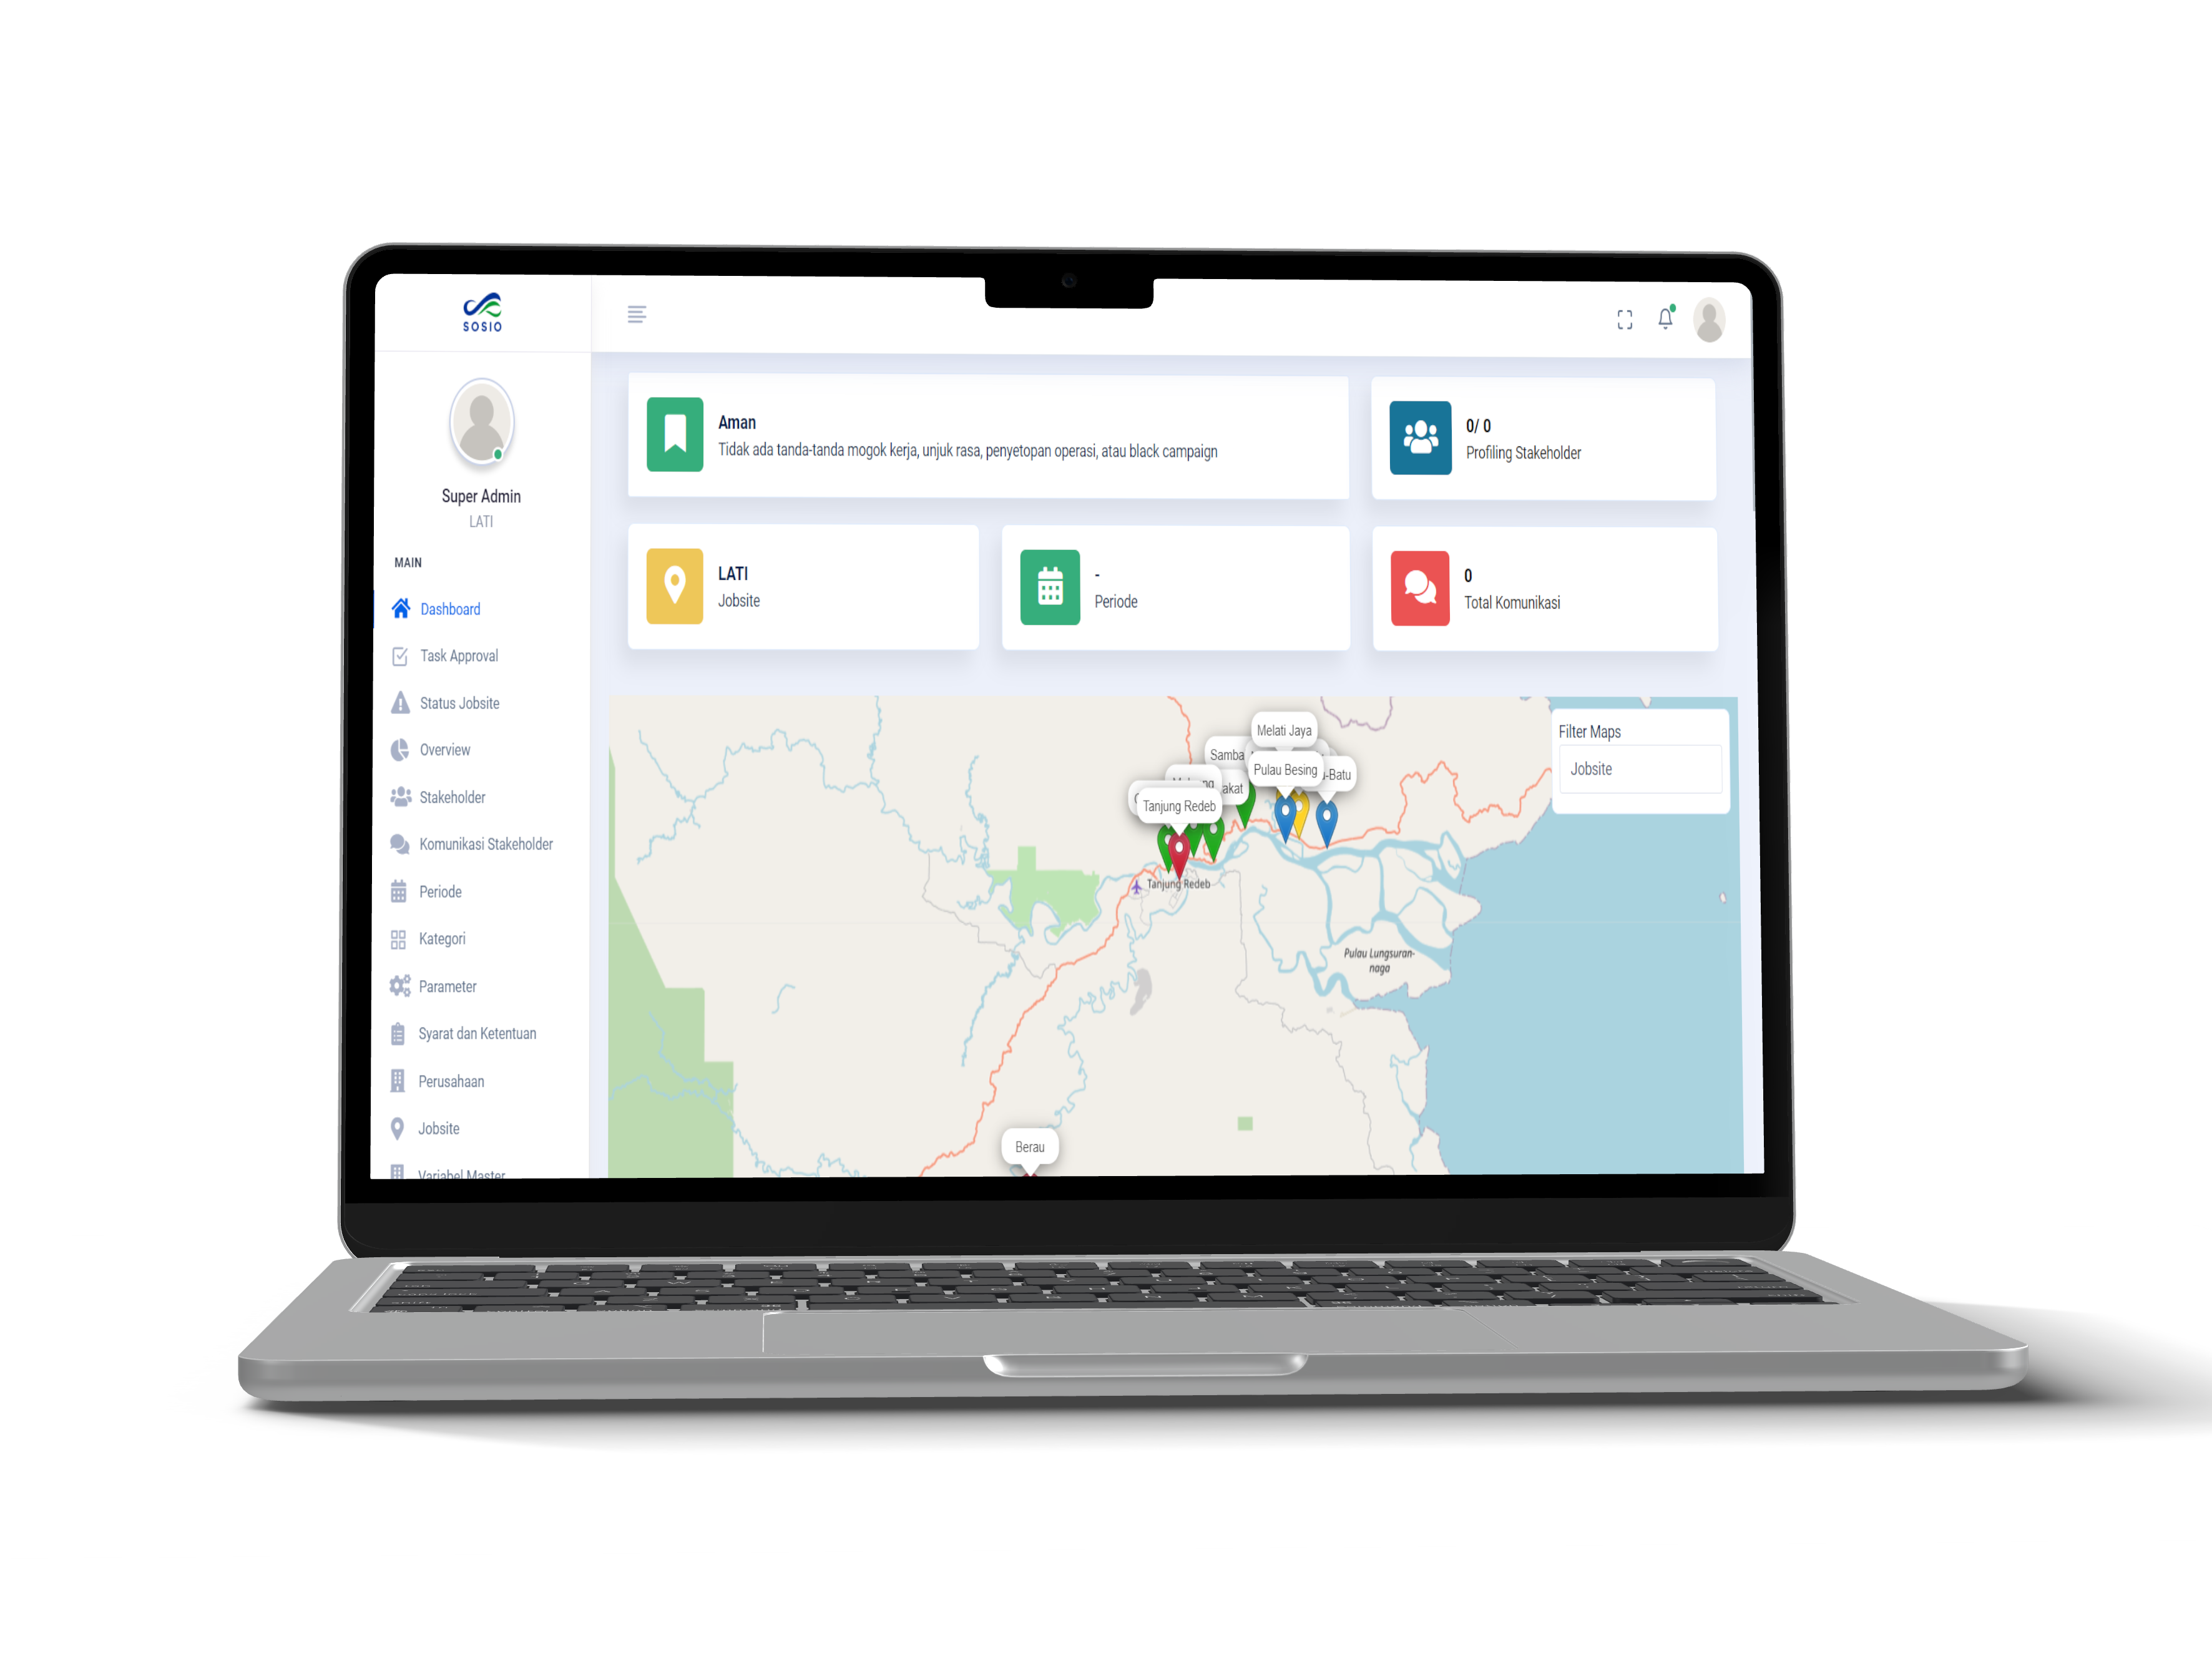 SOSIO
Super Admin
LATI
MAIN
Dashboard
Task Approval
Status Jobsite
Overview
Stakeholder
Komunikasi Stakeholder
Periode
Kategori
Parameter
Syarat dan Ketentuan
Perusahaan
Jobsite
Variabel Master
Aman
Tidak ada tanda-tanda mogok kerja, unjuk rasa, penyetopan operasi, atau black campaign
0/ 0
Profiling Stakeholder
LATI
Jobsite
-
Periode
0
Total Komunikasi
Filter Maps
Jobsite
Melati Jaya
Samba
Pulau Besing
-Batu
akat
Tanjung Redeb
Tanjung Redeb
Pulau Lungsuran-
naga
Berau